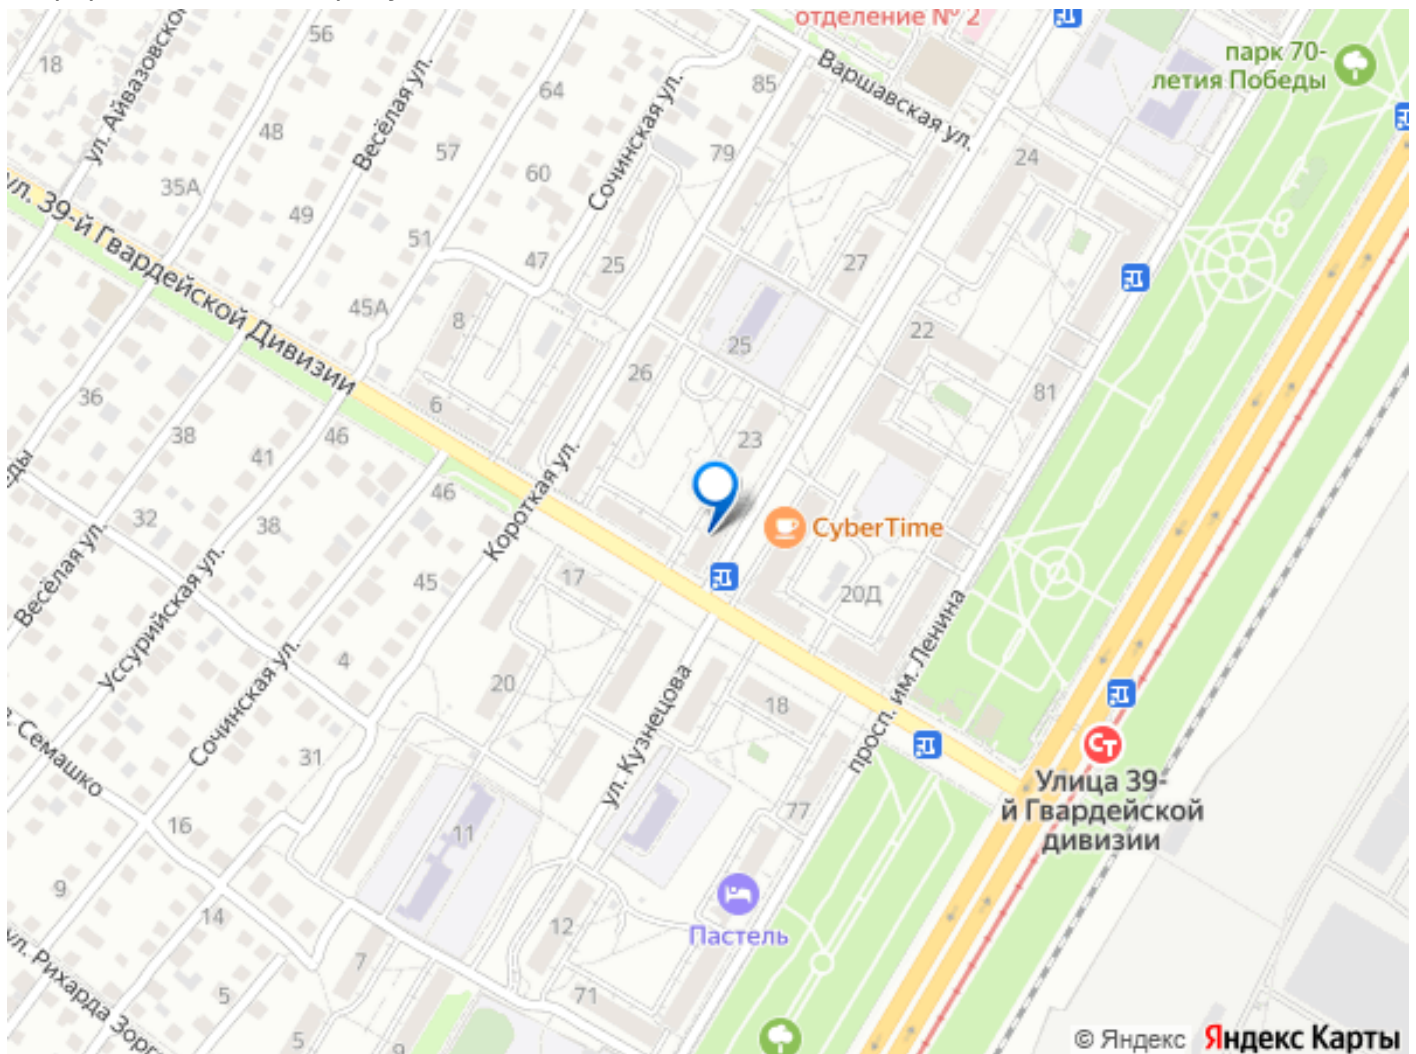 отделение № 2
56
18
ул. Айвазовского
Весёлая ул.
64
Сочинская ул.
85
Варшавская ул.
парк 70-
летия Победы
48
57
79
24
35А
60
ул. 39-й Гвардейской Дивизии
49
51
47
25
27
45А
8
25
22
26
81
36
6
38
46
41
23
46
Короткая ул.
32
38
CyberTime
Весёлая ул.
Уссурийская ул.
45
17
20Д
просп. им. Ленина
4
20
Сочинская ул.
ул. Кузнецова
18
Семашко
31
Улица 39-
й Гвардейской
дивизии
77
16
11
9
14
12
Пастель
ул. Рихарда Зорге
7
5
71
5
9
© Яндекс Яндекс Карты